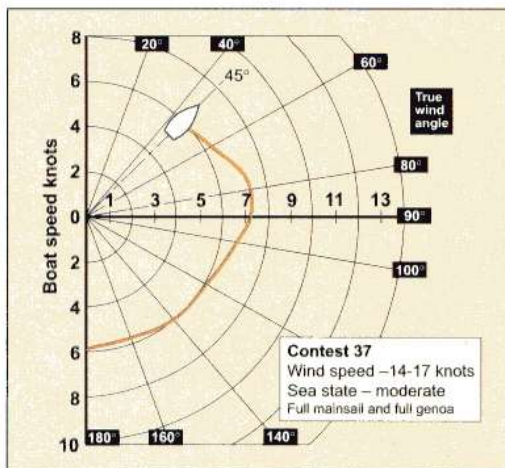 8
20°
40°
60°
45°
6
True
wind
angle
4
2
80°
1 3 5 7 9 11 13
0
90°
Boat speed knots
2
100°
4
6
Contest 37
Wind speed –14-17 knots
Sea state – moderate
Full mainsail and full genoa
8
10
180°
160°
140°